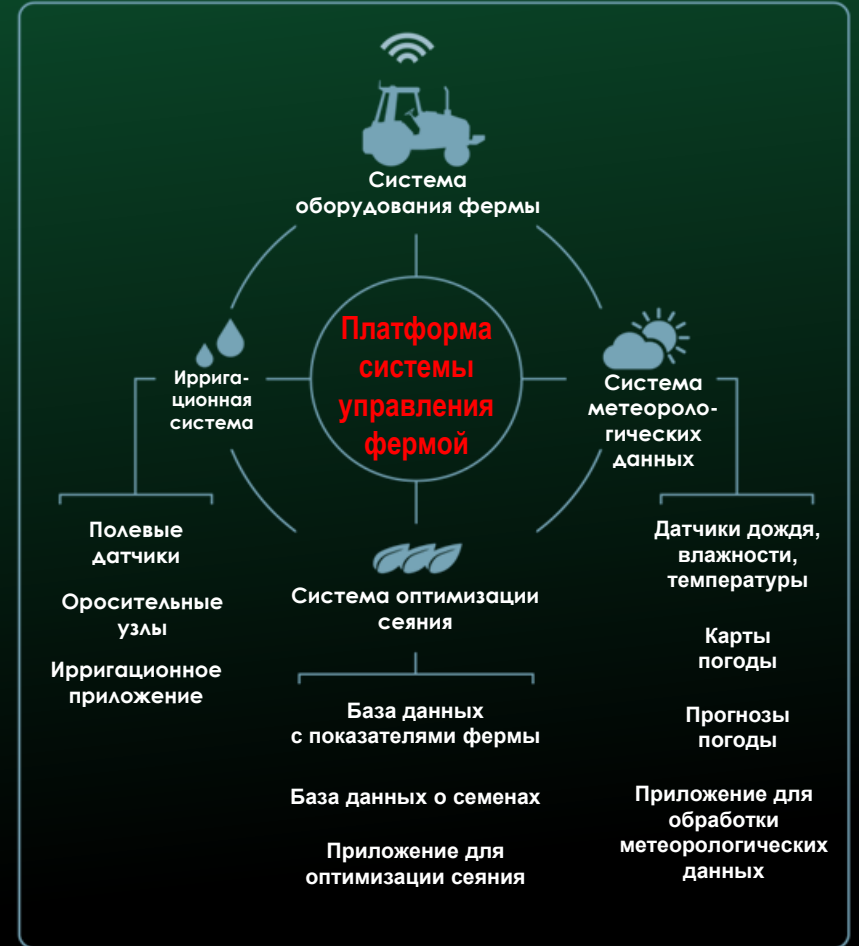 Система
оборудования фермы
Платформа
системы
управления
фермой
Иррига-
ционная
система
Система
метеороло-
гических
данных
Полевые
датчики
Оросительные
узлы
Ирригационное
приложение
Система оптимизации
сеяния
База данных
с показателями фермы
База данных о семенах
Приложение для
оптимизации сеяния
Датчики дождя,
влажности,
температуры
Карты
погоды
Прогнозы
погоды
Приложение для
обработки
метеорологических
данных